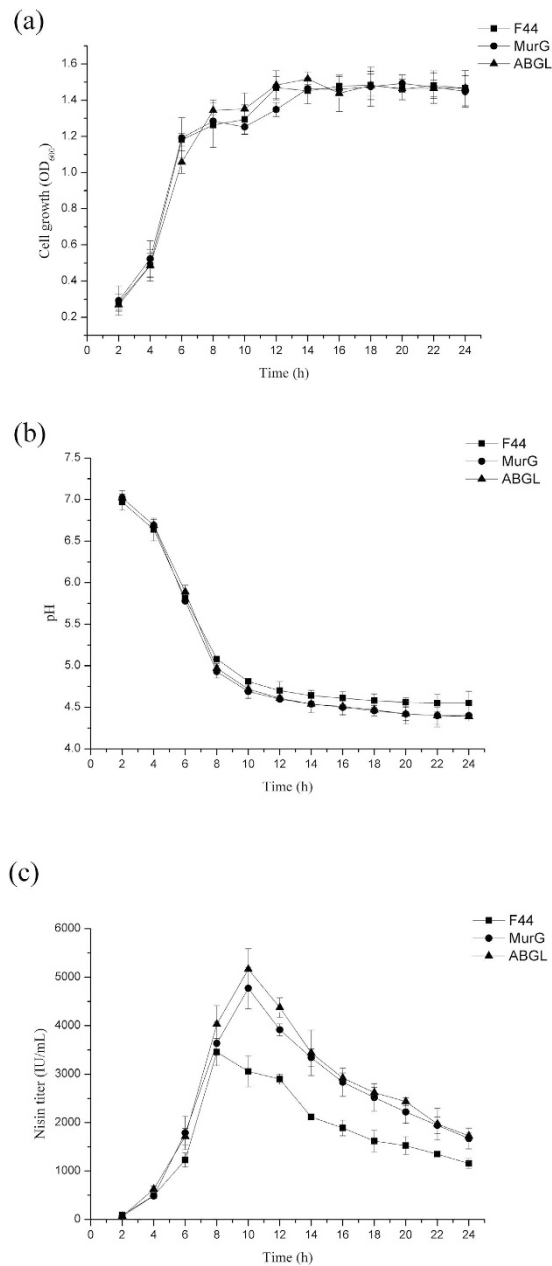 (a)
F44
MurG
ABGL
1.6
1.4
1.2
1.0
0.8
0.6
0.4
0.2
Cell growth (OD600)
0 2 4 6 8 10 12 14 16 18 20 22 24
Time (h)
(b)
F44
MurG
ABGL
7.5
7.0
6.5
6.0
5.5
5.0
4.5
4.0
pH
0 2 4 6 8 10 12 14 16 18 20 22 24
Time (h)
(c)
F44
MurG
ABGL
6000
5000
4000
3000
2000
1000
0
Nisin titer (IU/mL)
0 2 4 6 8 10 12 14 16 18 20 22 24
Time (h)